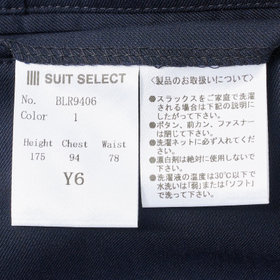 SUIT SELECT
No. BLR9406
Color 1
Height Chest Waist
175 94 78
Y6
<製品のお取扱いについて>
●スラックスをご家庭で洗濯
される場合は下記の説明に
したがって下さい。
●ボタン、前カン、ファスナー
は閉じて下さい。
●洗濯ネットに必ず入れてくだ
さい。
●漂白剤は絶対に使用しない
で下さい。
●洗濯液の温度は30℃以下で
水洗いは「弱」または「ソフト」
で洗って下さい。